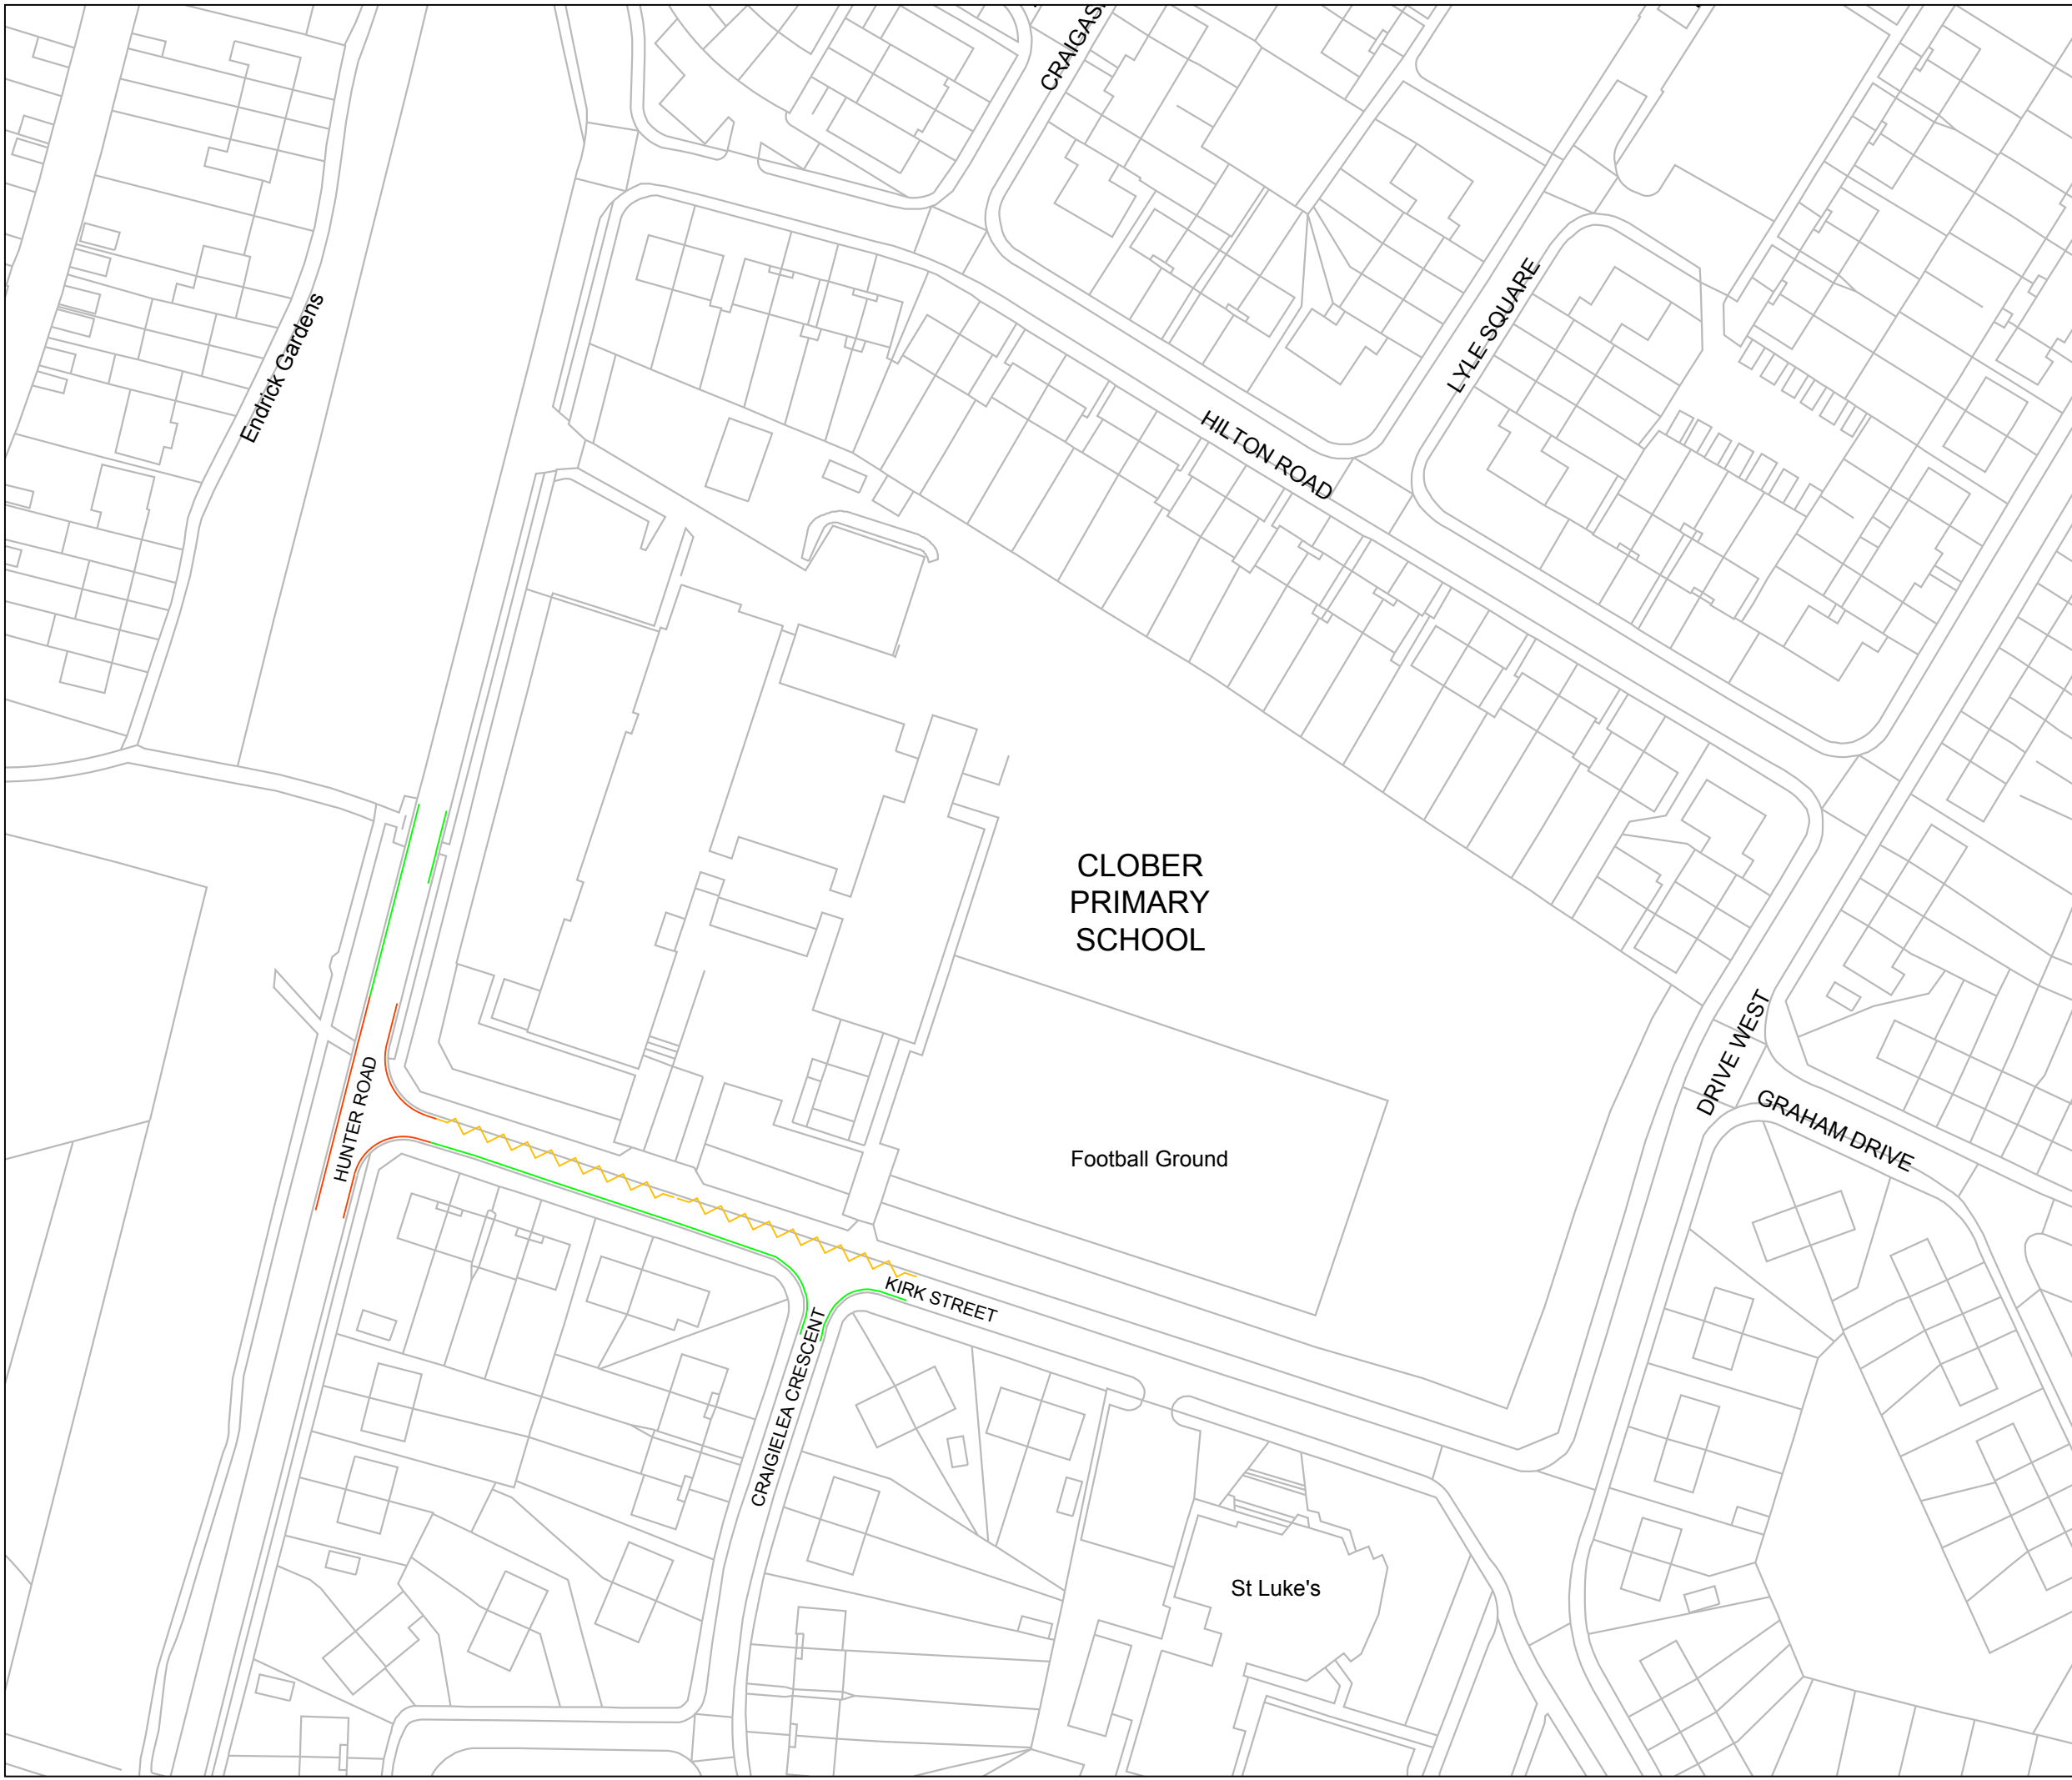 Endrick Gardens
LYLE SQUARE
HILTON ROAD
CLOBER
PRIMARY
SCHOOL
DRIVE WEST
GRAHAM DRIVE
HUNTER ROAD
Football Ground
KIRK STREET
CRAIGIELEA CRESCENT
St Luke's